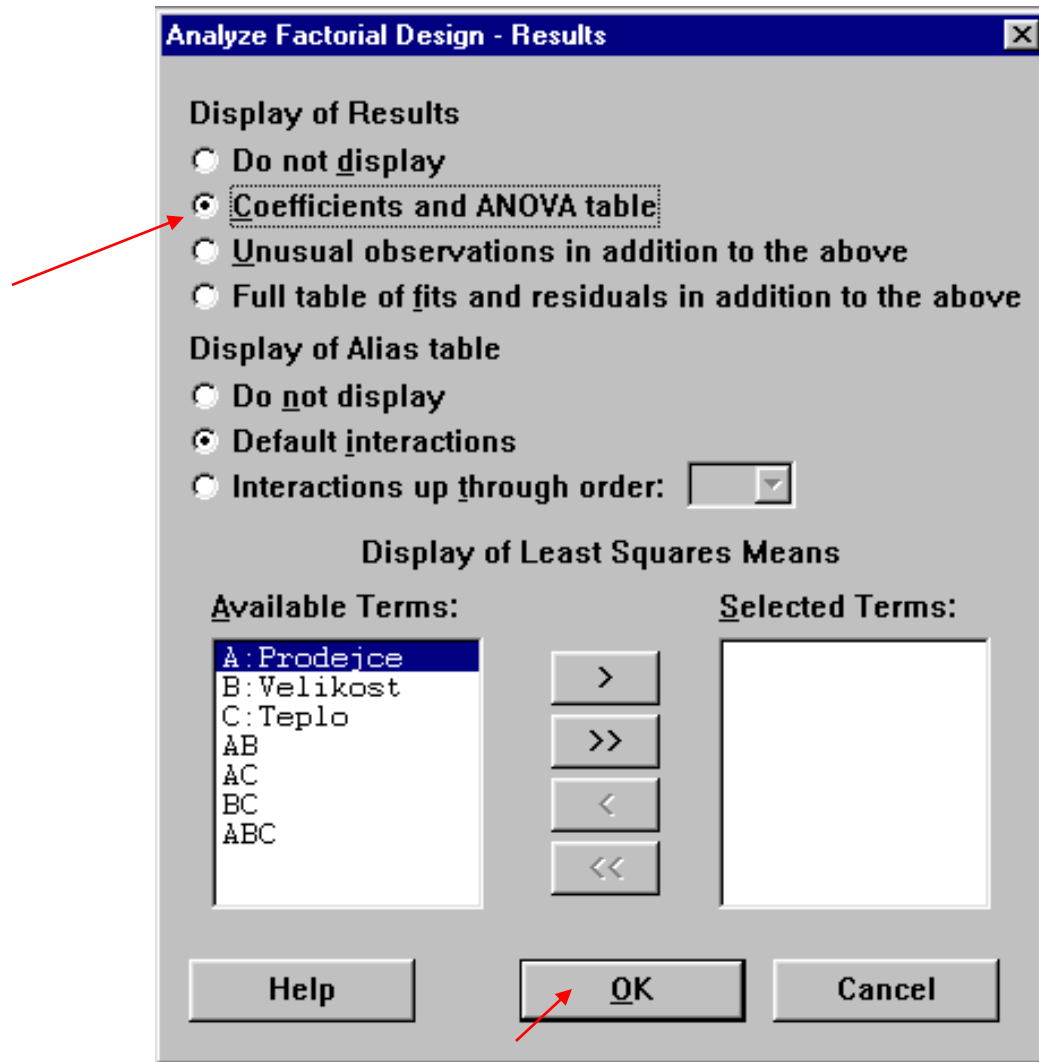 Analyze Factorial Design - Results
Display of Results
Do not display
Coefficients and ANOVA table
Unusual observations in addition to the above
Full table of fits and residuals in addition to the above
Display of Alias table
Do not display
Default interactions
Interactions up through order:
Display of Least Squares Means
Available Terms:
Selected Terms:
A:Prodejce
B:Velikost
C:Teplo
AB
AC
BC
ABC
>
>>
<
<<
Help
OK
Cancel